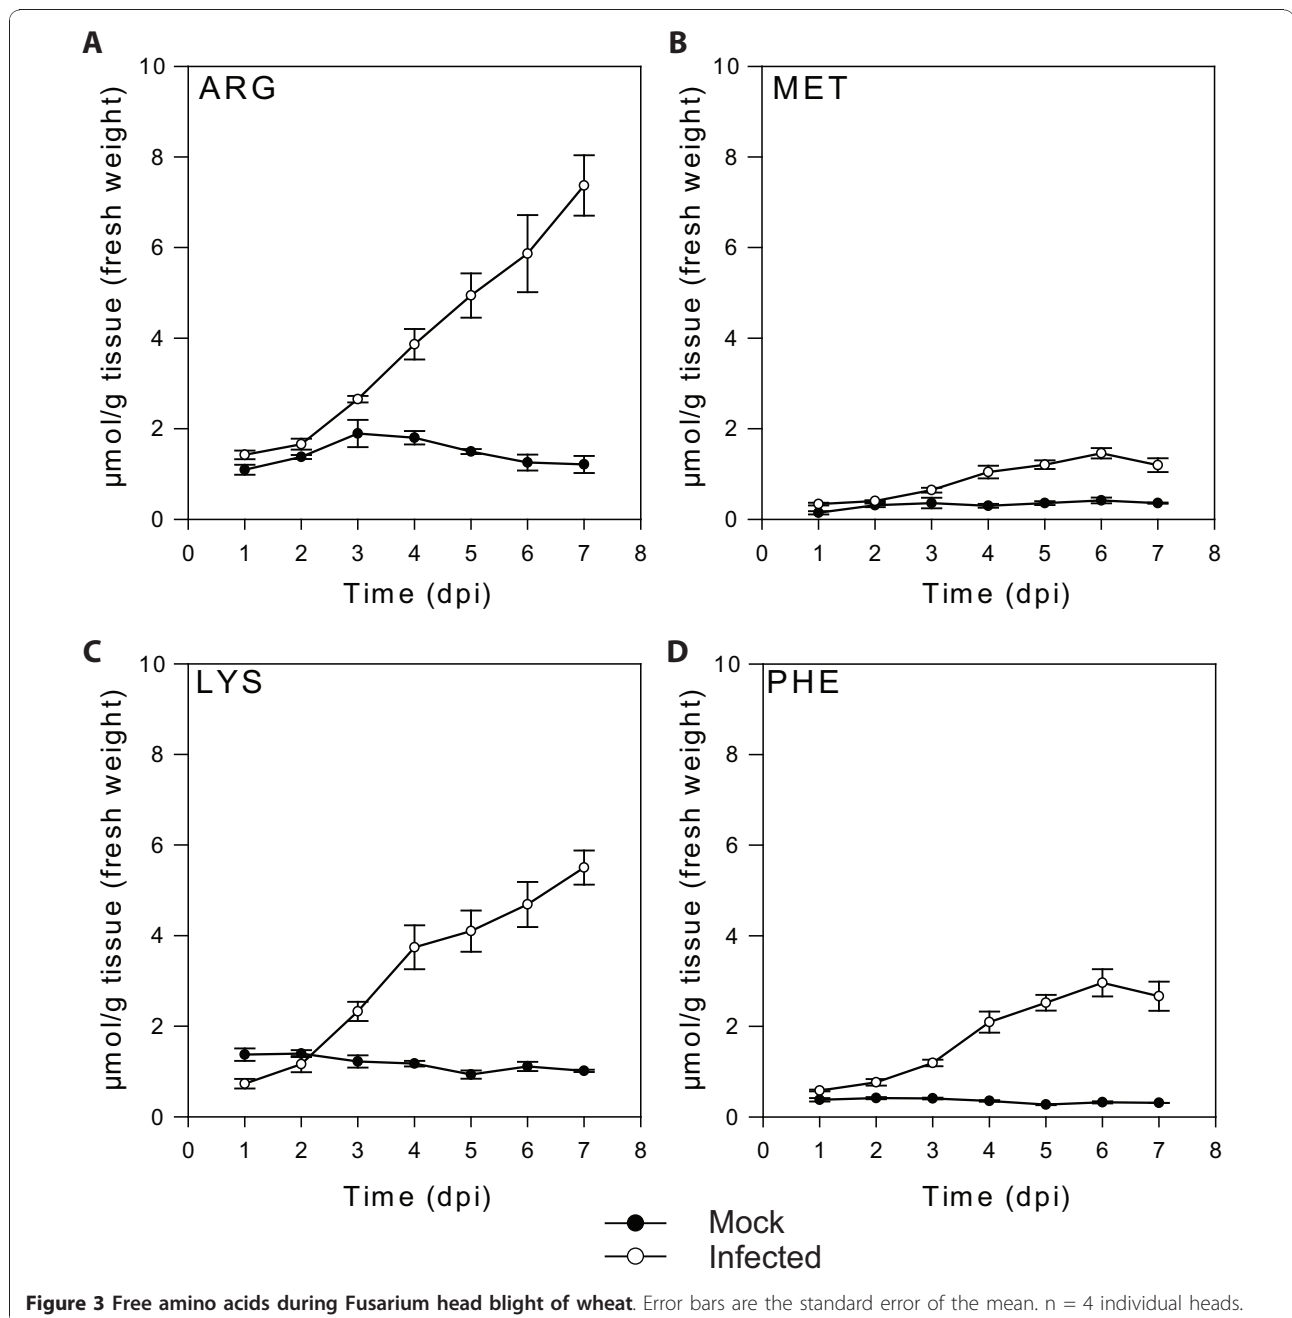 A
B
10
8
6
4
2
0
µmol/g tissue (fresh weight)
ARG
0 1 2 3 4 5 6 7 8
Time (dpi)
10
8
6
4
2
0
µmol/g tissue (fresh weight)
MET
0 1 2 3 4 5 6 7 8
Time (dpi)
C
D
10
8
6
4
2
0
µmol/g tissue (fresh weight)
LYS
0 1 2 3 4 5 6 7 8
Time (dpi)
10
8
6
4
2
0
µmol/g tissue (fresh weight)
PHE
0 1 2 3 4 5 6 7 8
Time (dpi)
Mock
Infected
Figure 3 Free amino acids during Fusarium head blight of wheat. Error bars are the standard error of the mean. n = 4 individual heads.